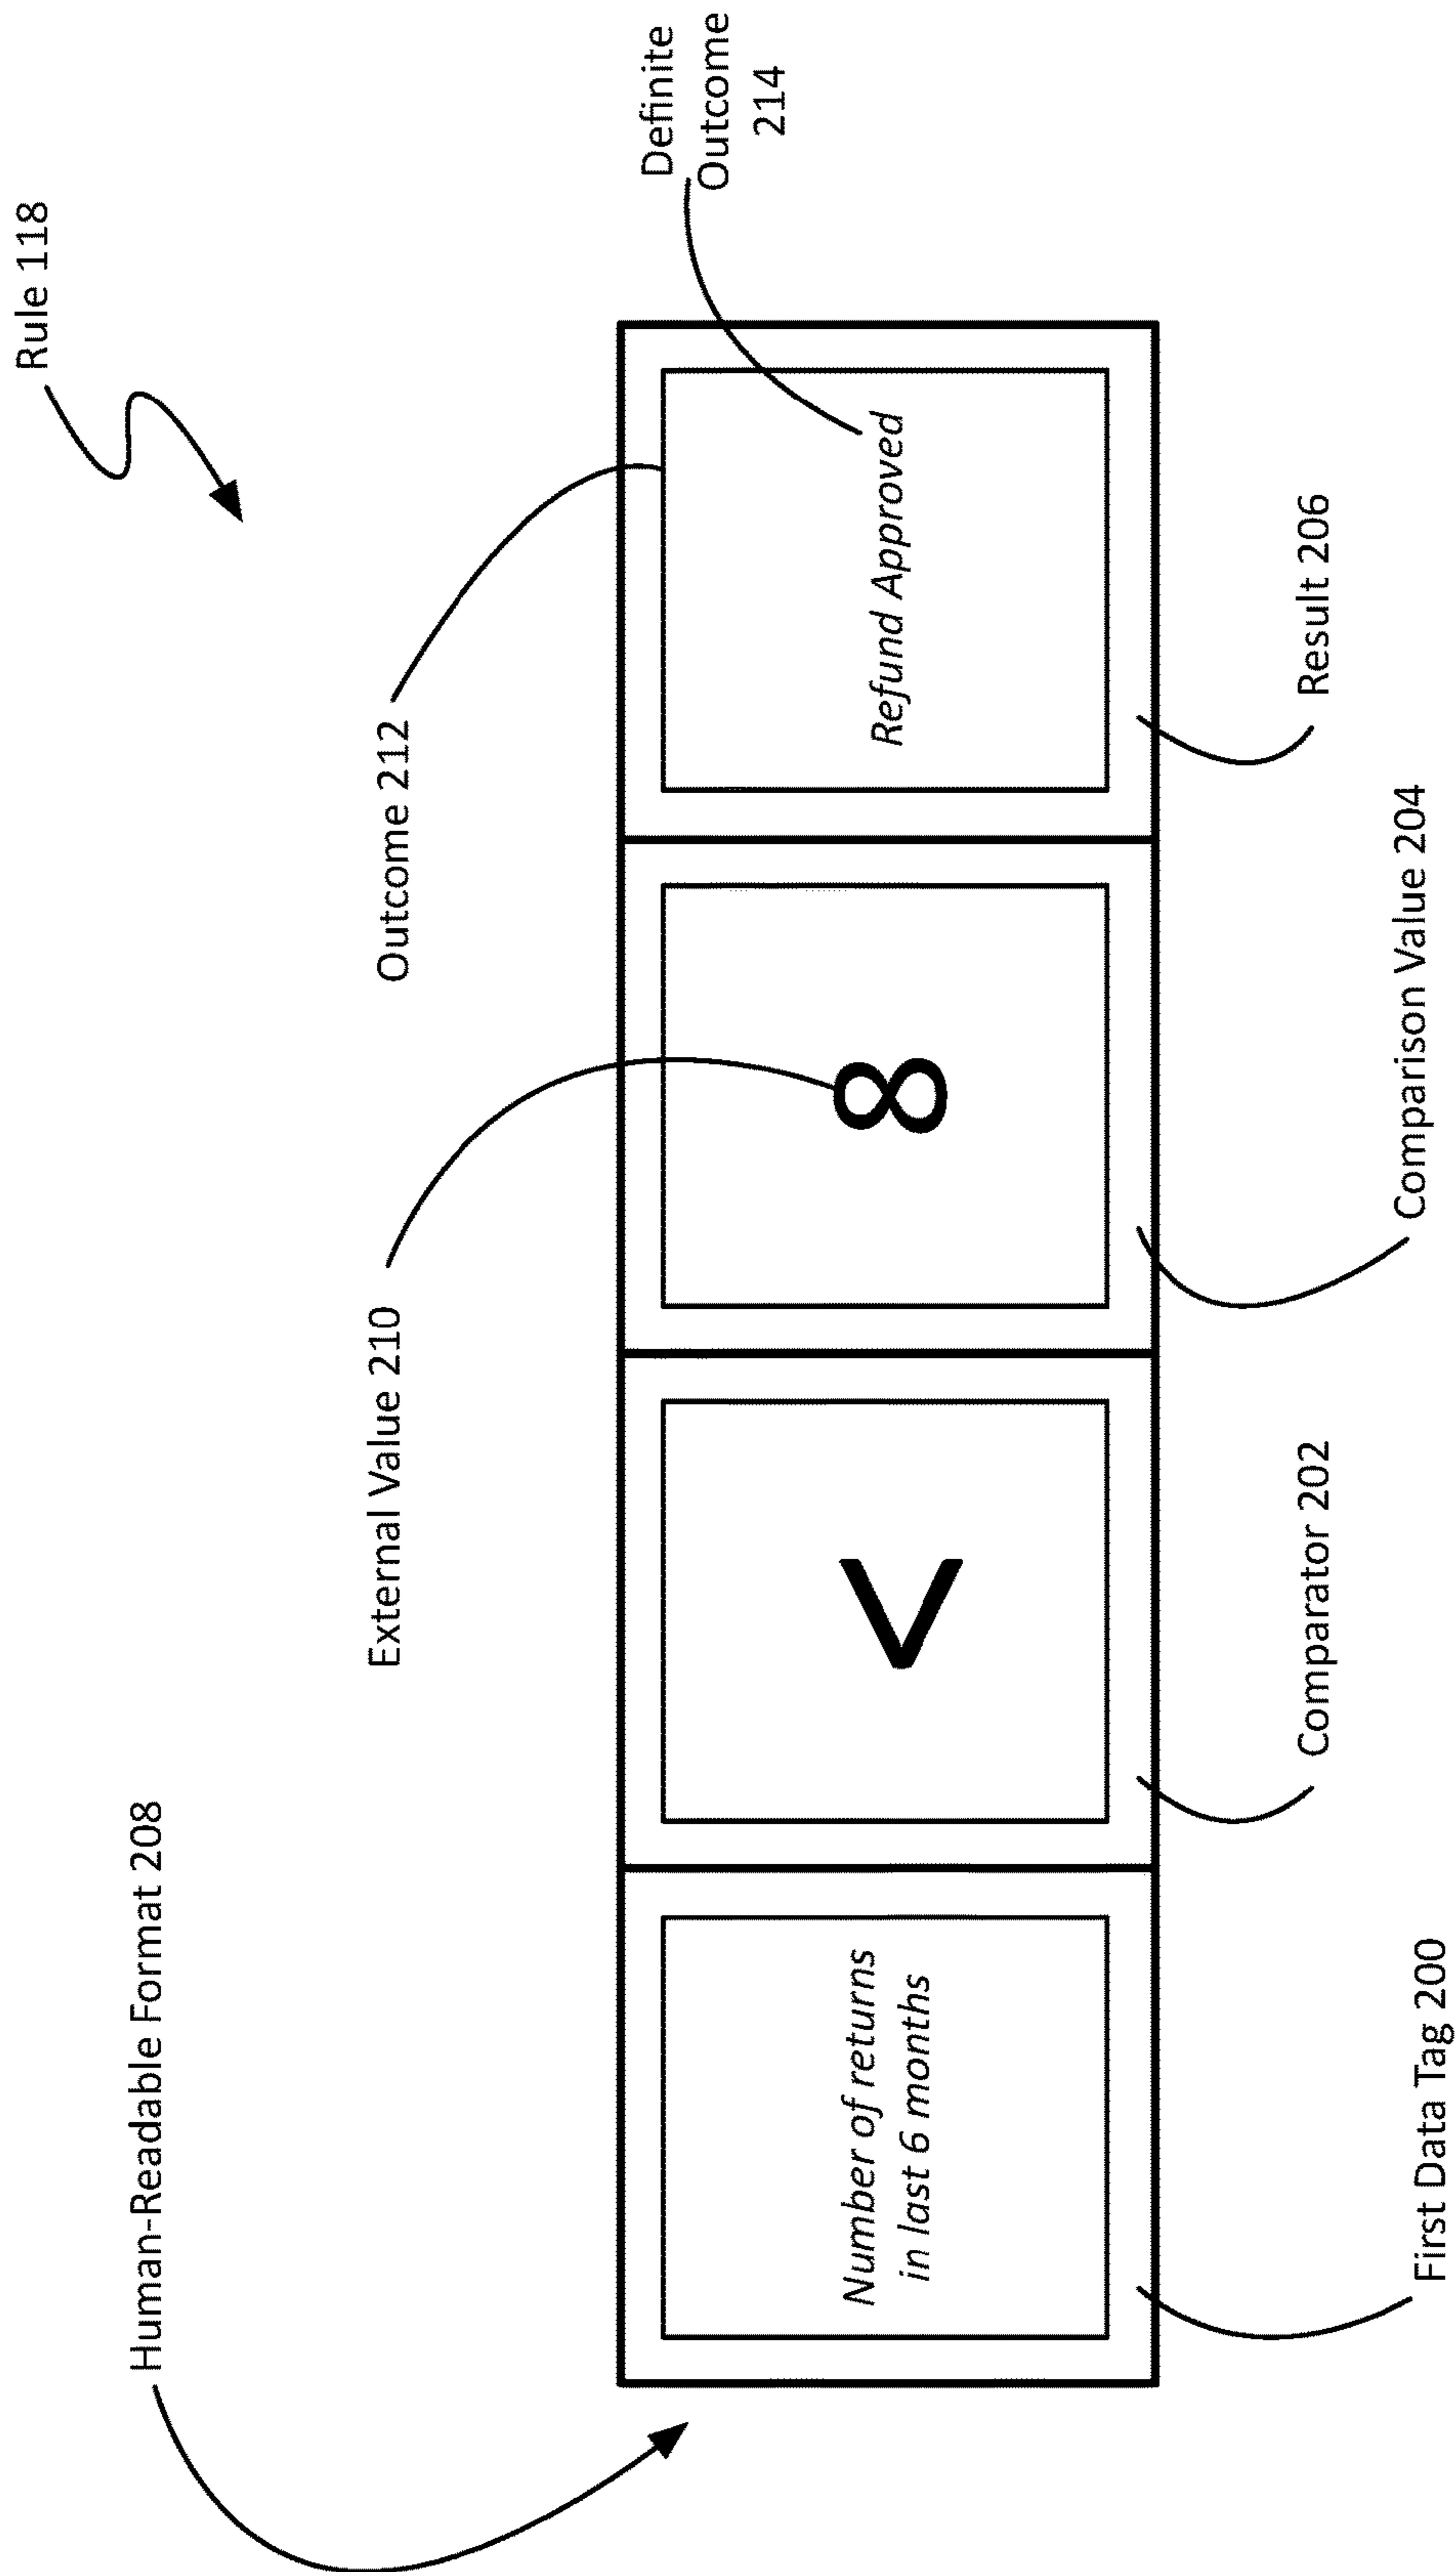 Rule 118
Human-Readable Format 208
External Value 210
Outcome 212
Definite
Outcome
214
Number of returns
in last 6 months
<
8
Refund Approved
First Data Tag 200
Comparator 202
Comparison Value 204
Result 206